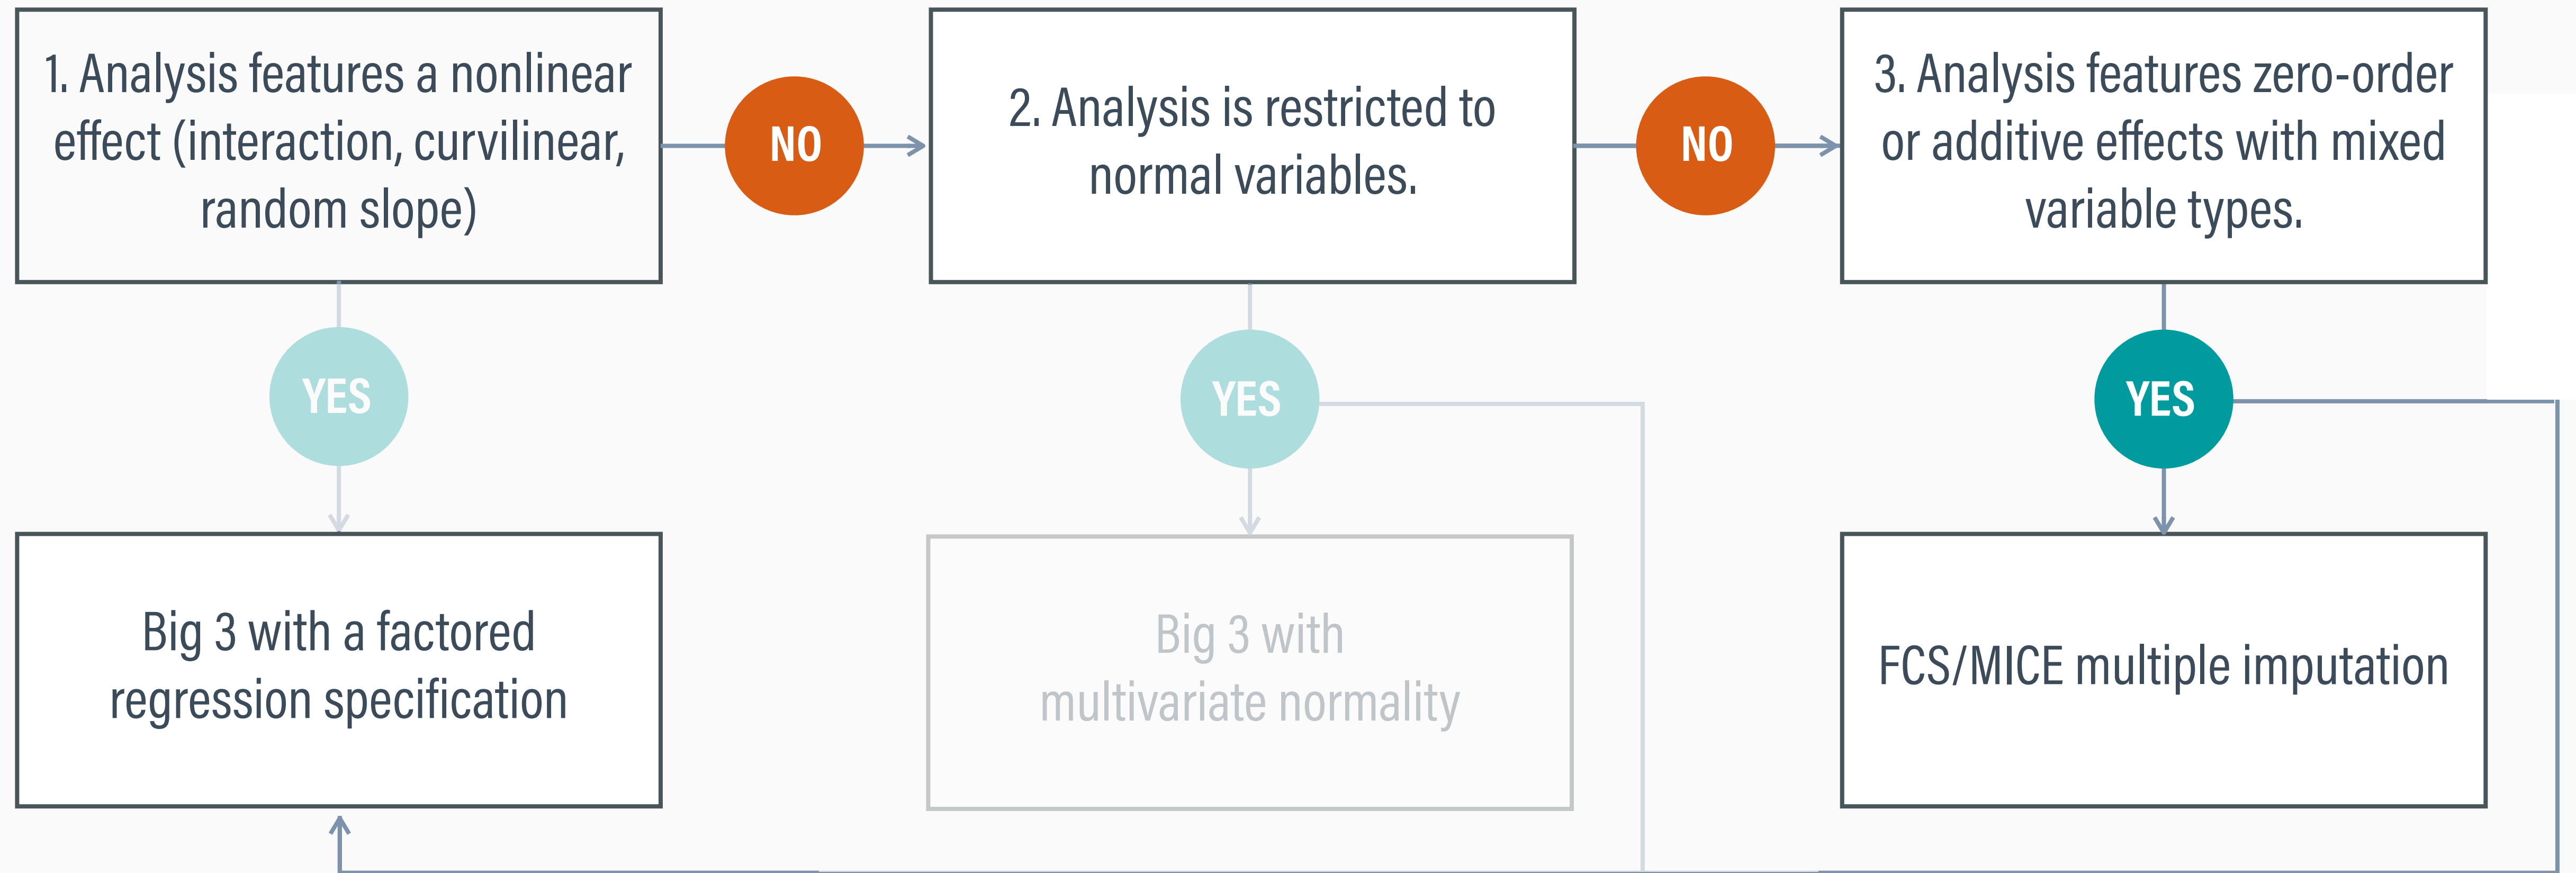 1. Analysis features a nonlinear
effect (interaction, curvilinear,
random slope)
NO
2. Analysis is restricted to
normal variables.
NO
3. Analysis features zero-order
or additive effects with mixed
variable types.
YES
YES
YES
Big 3 with a factored
regression specification
Big 3 with
multivariate normality
FCS/MICE multiple imputation